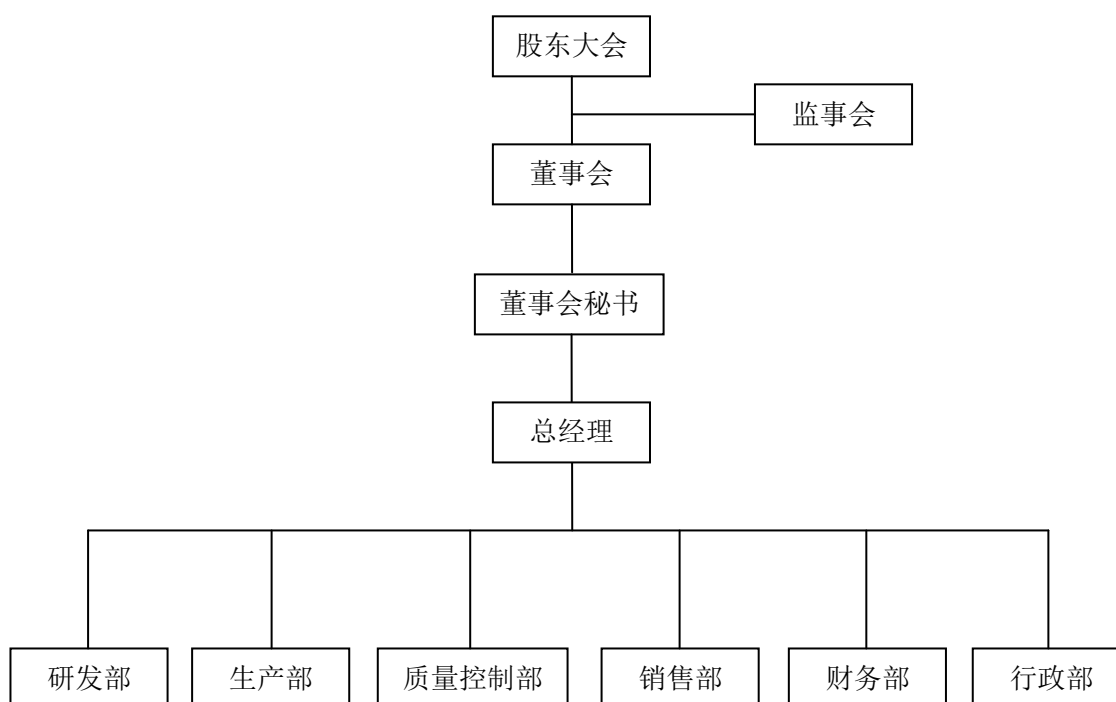 股东大会
监事会
董事会
董事会秘书
总经理
研发部
生产部
质量控制部
销售部
财务部
行政部